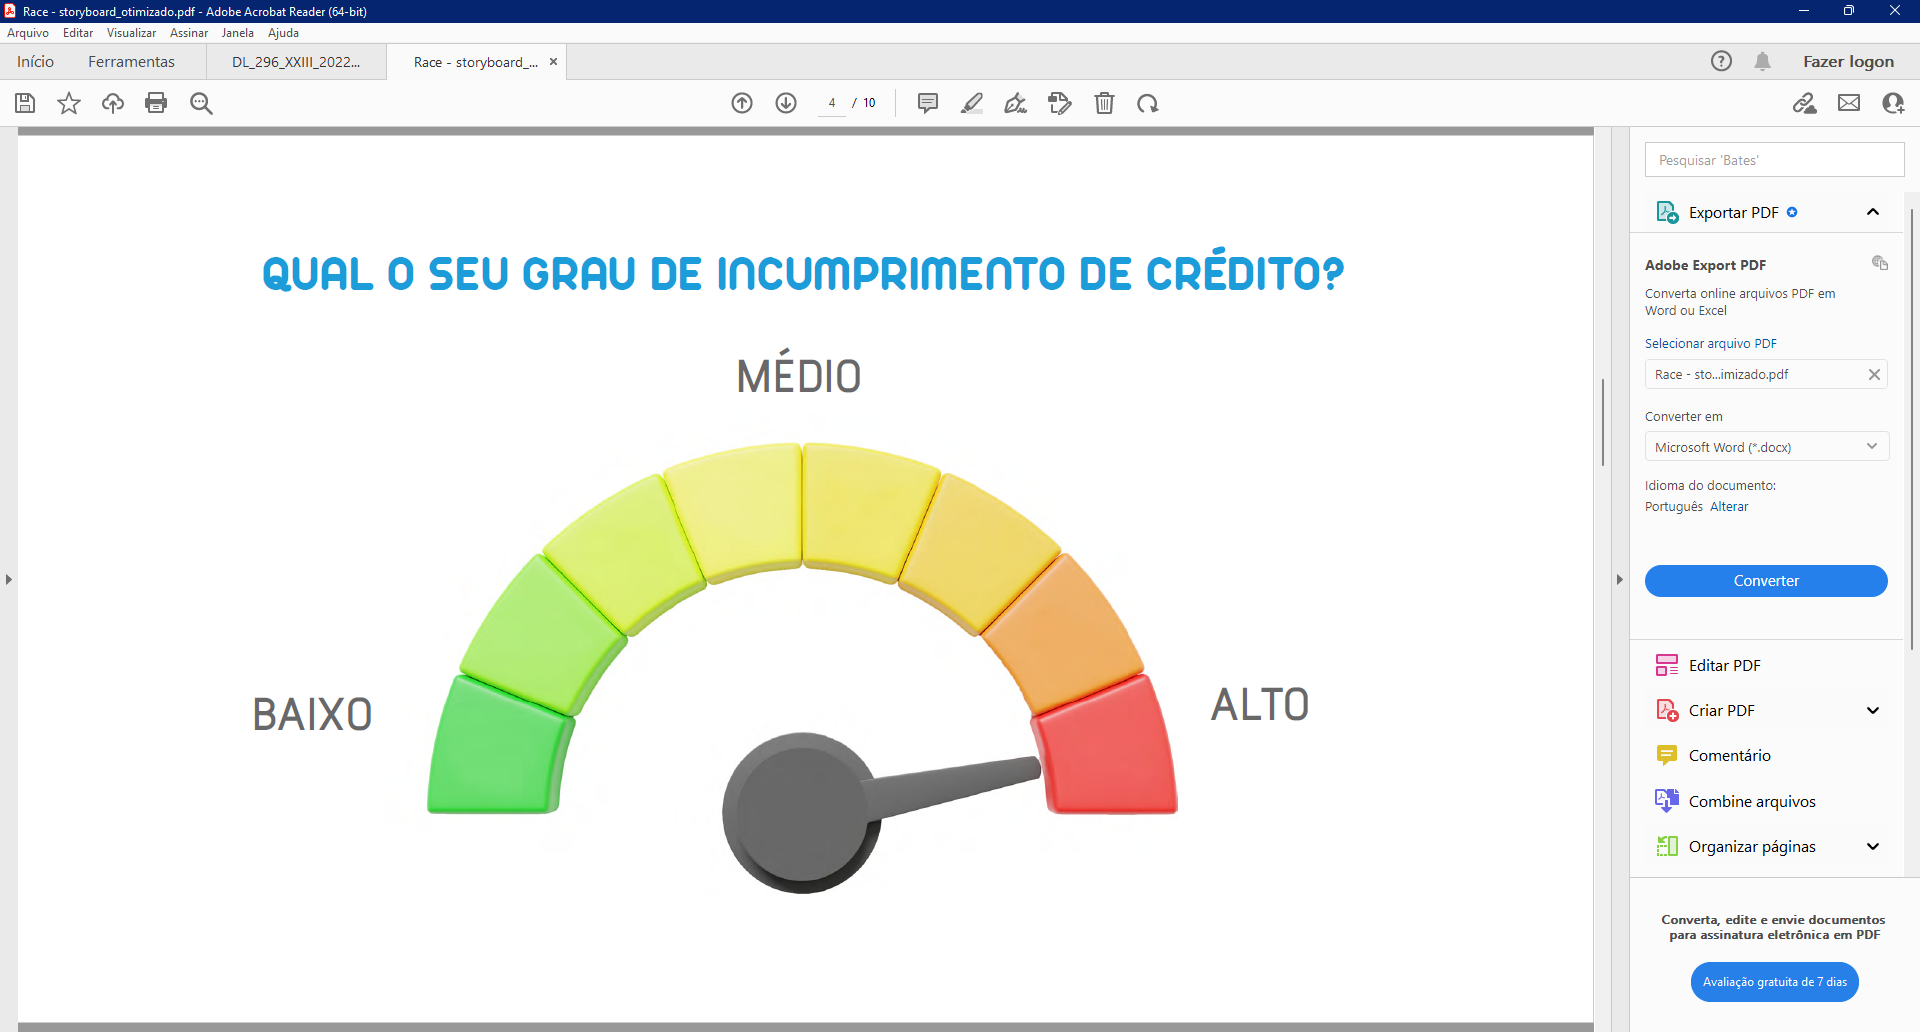 Race - storyboard_otimizado.pdf - Adobe Acrobat Reader (64-bit)
Arquivo Editar Visualizar Assinar Janela Ajuda
Início Ferramentas DL_296_XXIII_2022... Race - storyboard_... × Fazer logon
4 / 10
Pesquisar 'Bates'
Exportar PDF
Adobe Export PDF
Converta online arquivos PDF em
Word ou Excel
Selecionar arquivo PDF
Race - sto...imizado.pdf
Converter em
Microsoft Word (*.docx)
Idioma do documento:
Português Alterar
Converter
Editar PDF
Criar PDF
Comentário
Combine arquivos
Organizar páginas
Converta, edite e envie documentos
para assinatura eletrônica em PDF
Avaliação gratuita de 7 dias
QUAL O SEU GRAU DE INCUMPRIMENTO DE CRÉDITO?
MÉDIO
BAIXO
ALTO